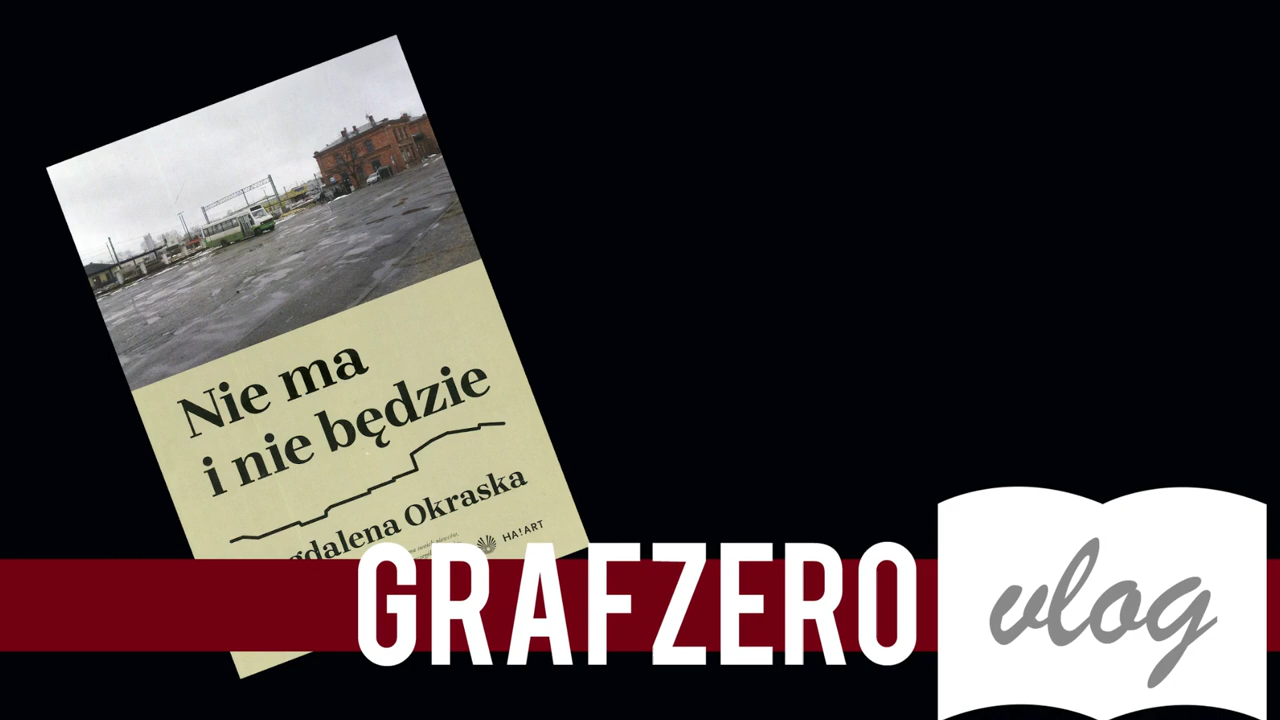 Nie ma
i nie będzie
gdalena Okraska
HA!ART
GRAFZERO
vlog